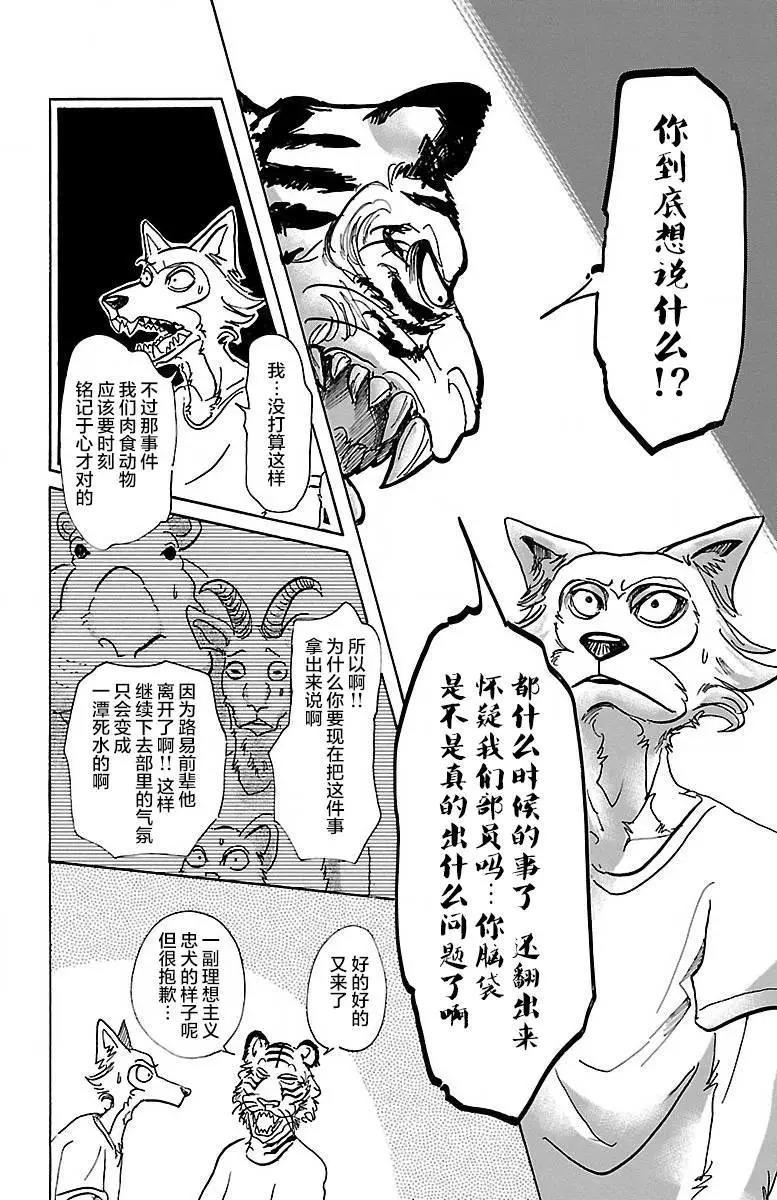 你到底想说什么!?
都什么时候的事了 还翻出来
怀疑我们部员吗…你脑袋
是不是真的出什么问题了啊
我…没打算这样
不过那事件
我们肉食动物
应该要时刻
铭记于心才对的
所以啊!!
为什么你要现在把这件事
拿出来说啊
因为路易前辈他
离开了啊!!这样
继续下去部里的气氛
只会变成
一潭死水的啊
好的好的
又来了
一副理想主义
忠犬的样子呢
但很抱歉…